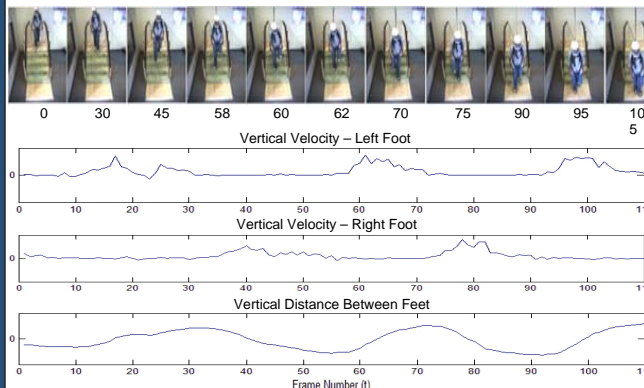 0 30 45 58 60 62 70 75 90 95 10
5
Vertical Velocity – Left Foot
0
0 10 20 30 40 50 60 70 80 90 100
Vertical Velocity – Right Foot
0
0 10 20 30 40 50 60 70 80 90 100
Vertical Distance Between Feet
0
0 10 20 30 40 50 60 70 80 90 100
Frame Number (t)